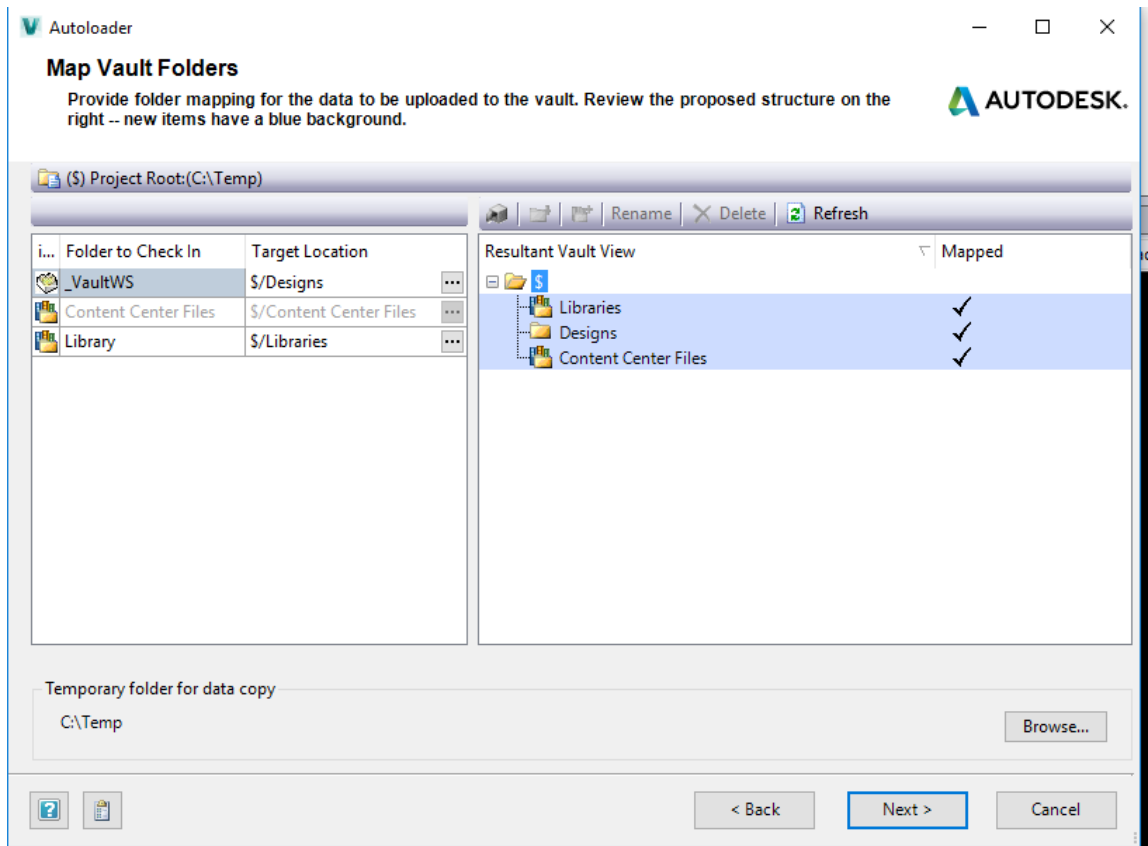 Autoloader
Map Vault Folders
Provide folder mapping for the data to be uploaded to the vault. Review the proposed structure on the
right -- new items have a blue background.
AUTODESK.
($) Project Root:(C:\Temp)
Rename Delete Refresh
i... Folder to Check In Target Location
_VaultWS $/Designs ...
Content Center Files $/Content Center Files ...
Library $/Libraries ...
Resultant Vault View Mapped
$
Libraries
Designs
Content Center Files
Temporary folder for data copy
C:\Temp
Browse...
< Back Next > Cancel